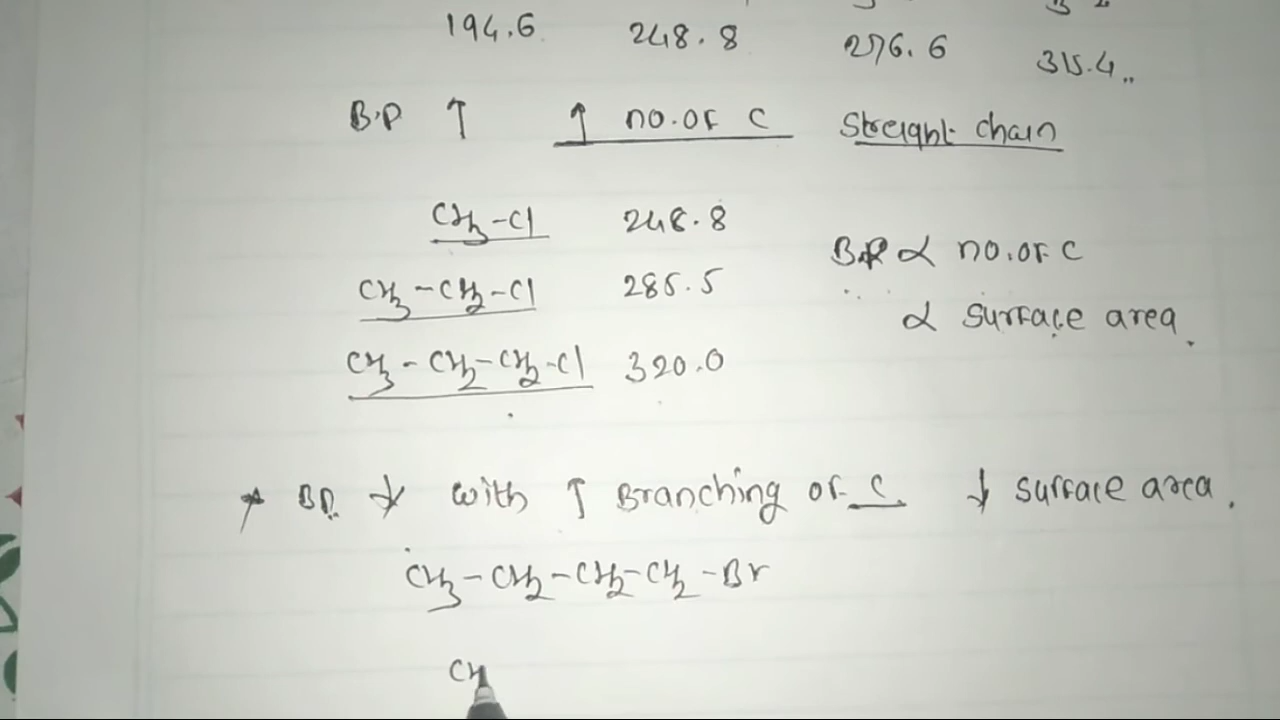 194.6 248.8 276.6 315.4..
B.P ↑ ↑ no.of C Streight chain
CH3-Cl 248.8
B.P ∝ no.of C
CH3-CH2-Cl 285.5
∝ surface area.
CH3-CH2-CH2-Cl 320.0
* B.P. ↓ with ↑ Branching of C. ↓ surface area.
CH3-CH2-CH2-CH2-Br
CH